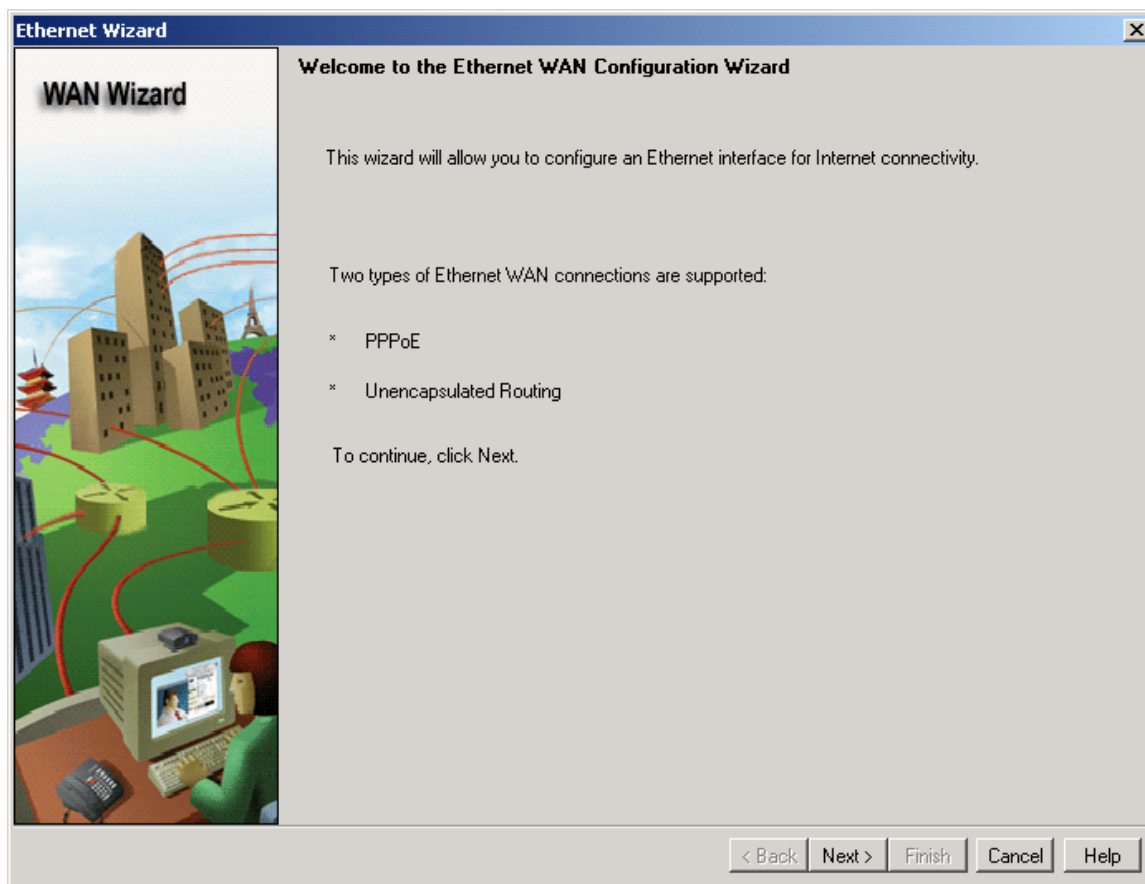 Ethernet Wizard
WAN Wizard
Welcome to the Ethernet WAN Configuration Wizard
This wizard will allow you to configure an Ethernet interface for Internet connectivity.
Two types of Ethernet WAN connections are supported:
* PPPoE
* Unencapsulated Routing
To continue, click Next.
< Back Next > Finish Cancel Help